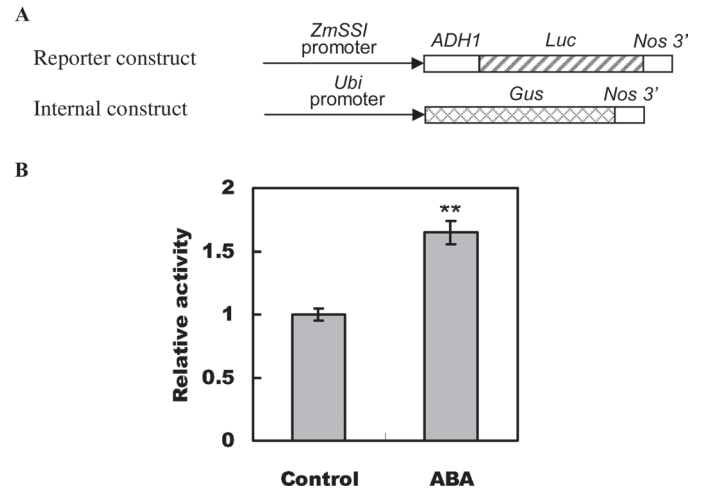 A
ZmSSI
promoter
ADH1
Luc
Nos 3’
Reporter construct
Ubi
promoter
Gus
Nos 3’
Internal construct
B
2
1.5
1
0.5
0
Relative activity
**
Control
ABA